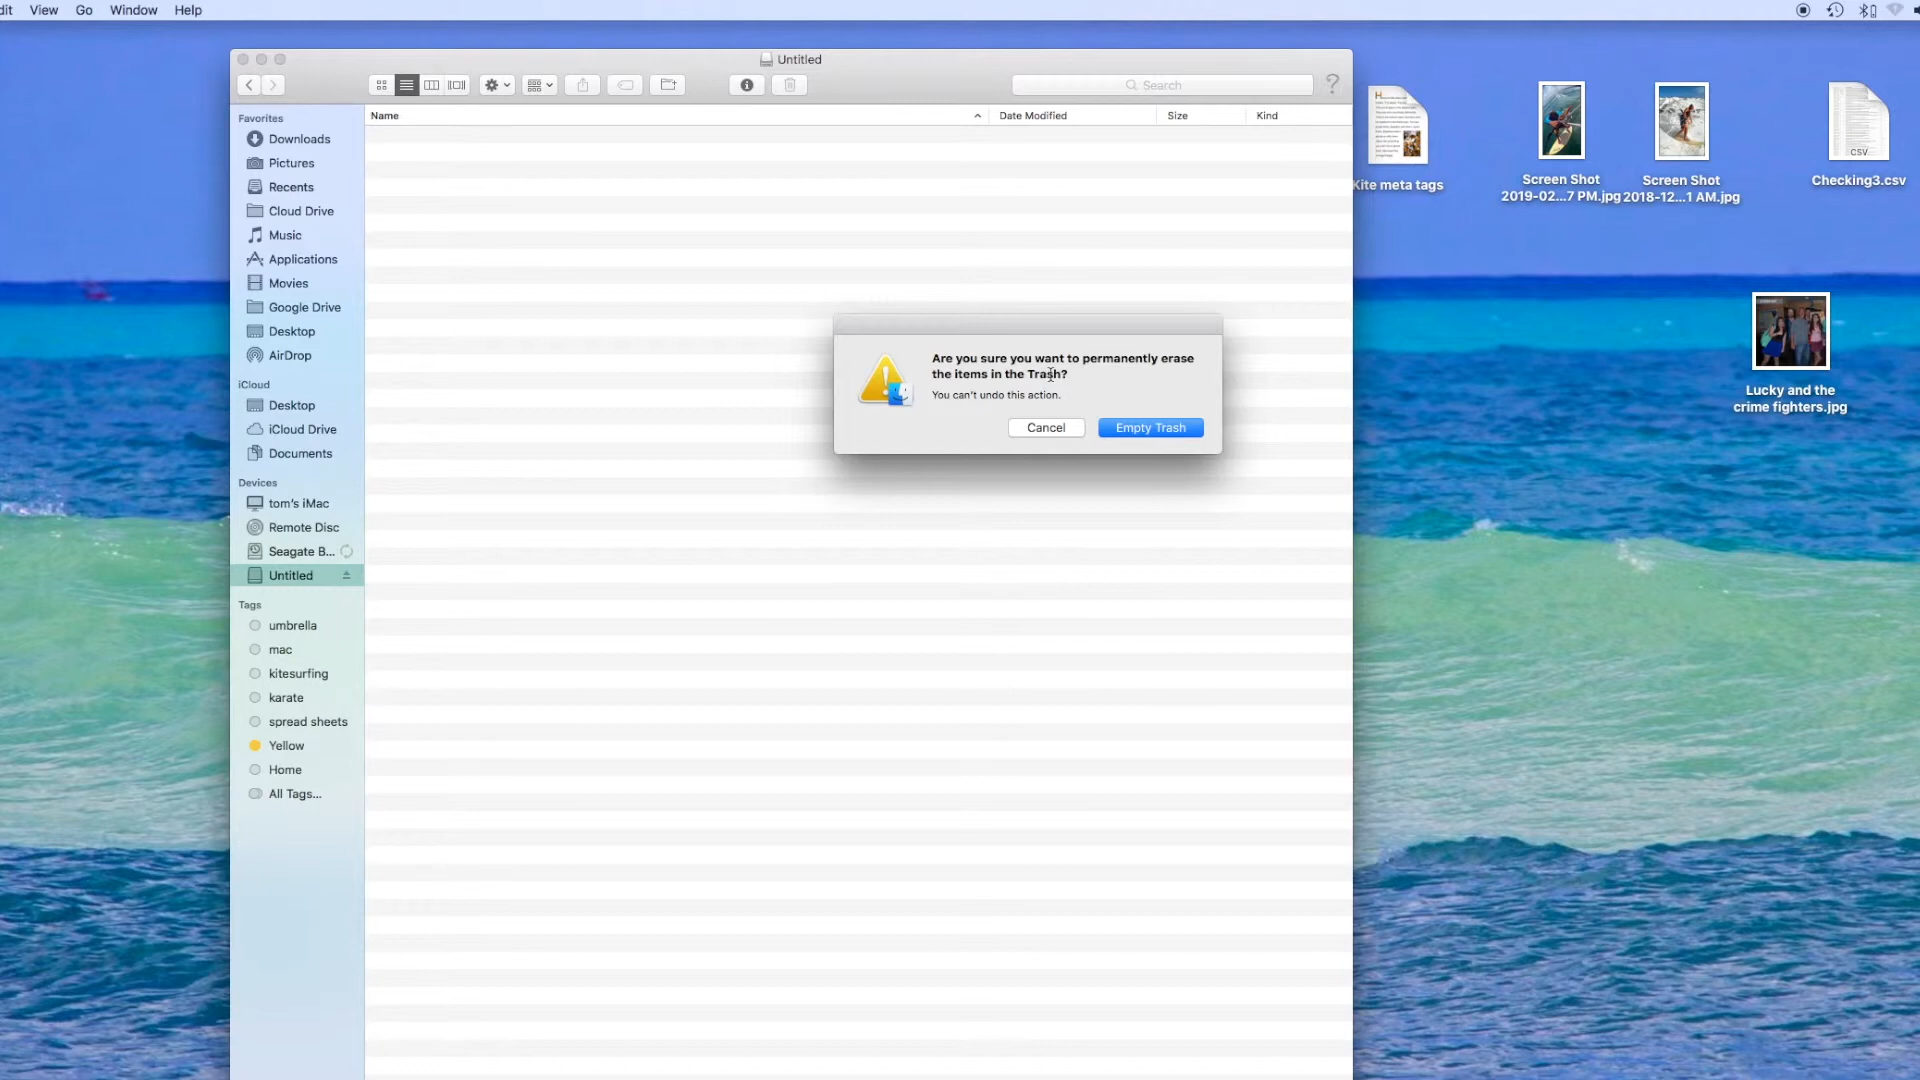 dit View Go Window Help
Untitled
Search
?
Name Date Modified Size Kind
Favorites
Downloads
Pictures
Recents
Cloud Drive
Music
Applications
Movies
Google Drive
Desktop
AirDrop
iCloud
Desktop
iCloud Drive
Documents
Devices
tom's iMac
Remote Disc
Seagate B...
Untitled
Tags
umbrella
mac
kitesurfing
karate
spread sheets
Yellow
Home
All Tags...
Are you sure you want to permanently erase
the items in the Trash?
You can't undo this action.
Cancel Empty Trash
Kite meta tags
Screen Shot
2019-02...7 PM.jpg
Screen Shot
2018-12...1 AM.jpg
CSV
Checking3.csv
Lucky and the
crime fighters.jpg